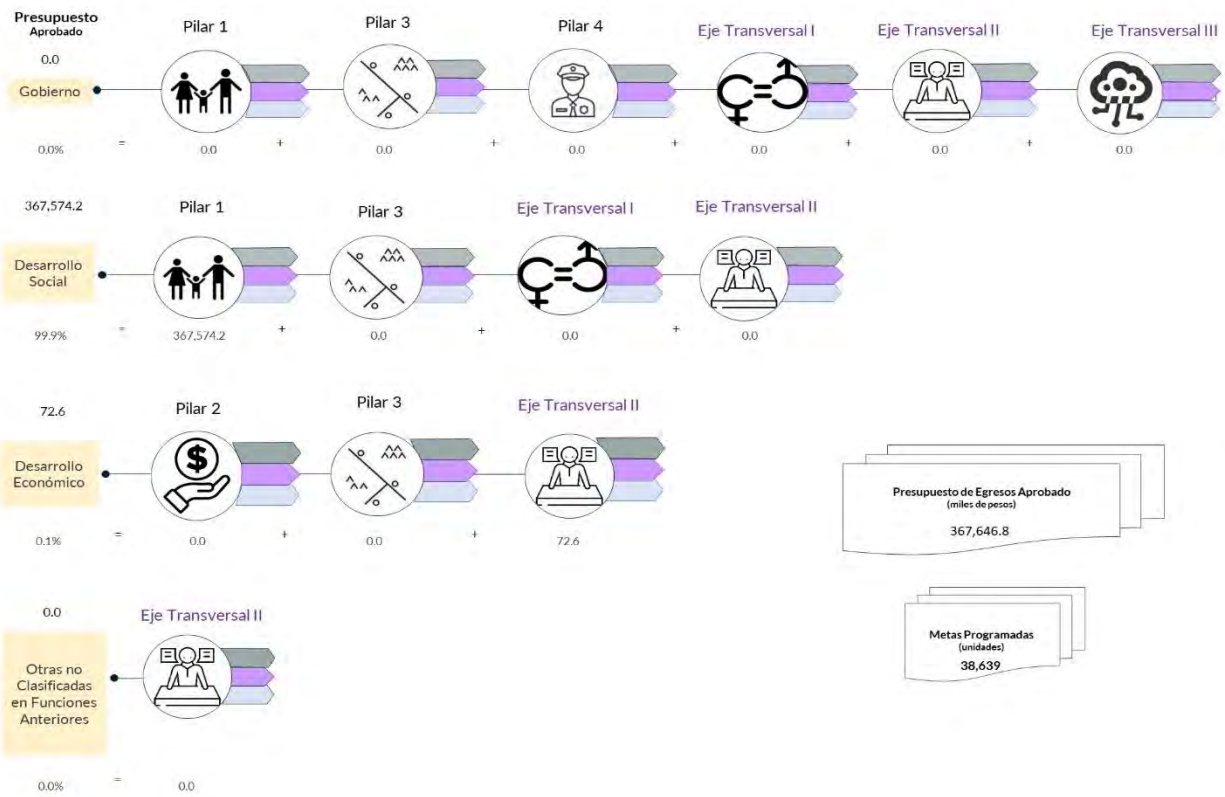 Presupuesto
Aprobado
Pilar 1
Pilar 3
Pilar 4
Eje Transversal I
Eje Transversal II
Eje Transversal III
0.0
Gobierno
0.0%
=
0.0
+
0.0
+
0.0
+
0.0
+
0.0
+
0.0
367,574.2
Pilar 1
Pilar 3
Eje Transversal I
Eje Transversal II
Desarrollo
Social
99.9%
=
367,574.2
+
0.0
+
0.0
+
0.0
72.6
Pilar 2
Pilar 3
Eje Transversal II
Desarrollo
Económico
0.1%
=
0.0
+
0.0
+
72.6
Presupuesto de Egresos Aprobado
(miles de pesos)
367,646.8
0.0
Eje Transversal II
Otras no
Clasificadas
en Funciones
Anteriores
0.0%
=
0.0
Metas Programadas
(unidades)
38,639